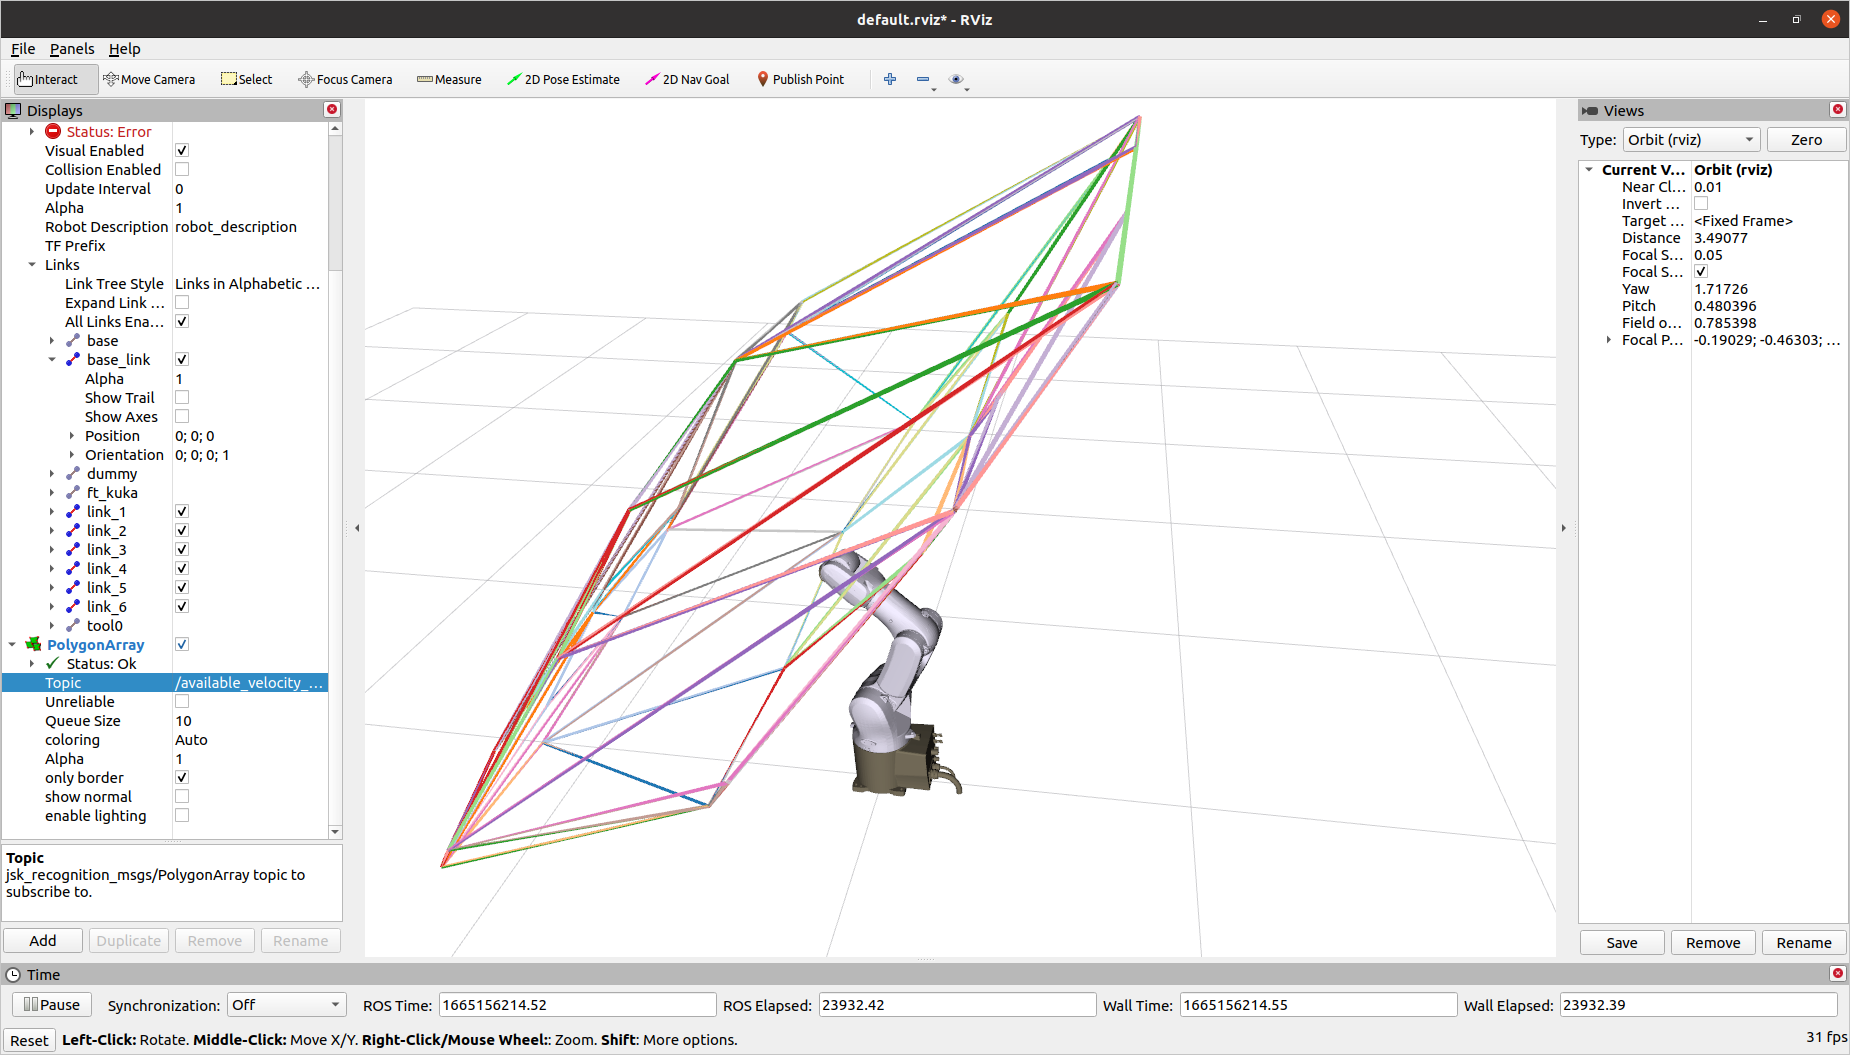 default.rviz* - RViz
File Panels Help
Interact Move Camera Select Focus Camera Measure 2D Pose Estimate 2D Nav Goal Publish Point
Displays
Status: Error
Visual Enabled
Collision Enabled
Update Interval 0
Alpha 1
Robot Description robot_description
TF Prefix
Links
Link Tree Style Links in Alphabetic ...
Expand Link ...
All Links Ena...
base
base_link
Alpha 1
Show Trail
Show Axes
Position 0; 0; 0
Orientation 0; 0; 0; 1
dummy
ft_kuka
link_1
link_2
link_3
link_4
link_5
link_6
tool0
PolygonArray
Status: Ok
Topic /available_velocity_...
Unreliable
Queue Size 10
coloring Auto
Alpha 1
only border
show normal
enable lighting
Topic
jsk_recognition_msgs/PolygonArray topic to
subscribe to.
Add Duplicate Remove Rename
Views
Type: Orbit (rviz) Zero
Current V... Orbit (rviz)
Near Cl... 0.01
Invert ...
Target ... <Fixed Frame>
Distance 3.49077
Focal S... 0.05
Focal S...
Yaw 1.71726
Pitch 0.480396
Field o... 0.785398
Focal P... -0.19029; -0.46303; ...
Save Remove Rename
Time
Pause Synchronization: Off ROS Time: 1665156214.52 ROS Elapsed: 23932.42 Wall Time: 1665156214.55 Wall Elapsed: 23932.39
Reset Left-Click: Rotate. Middle-Click: Move X/Y. Right-Click/Mouse Wheel:: Zoom. Shift: More options. 31 fps